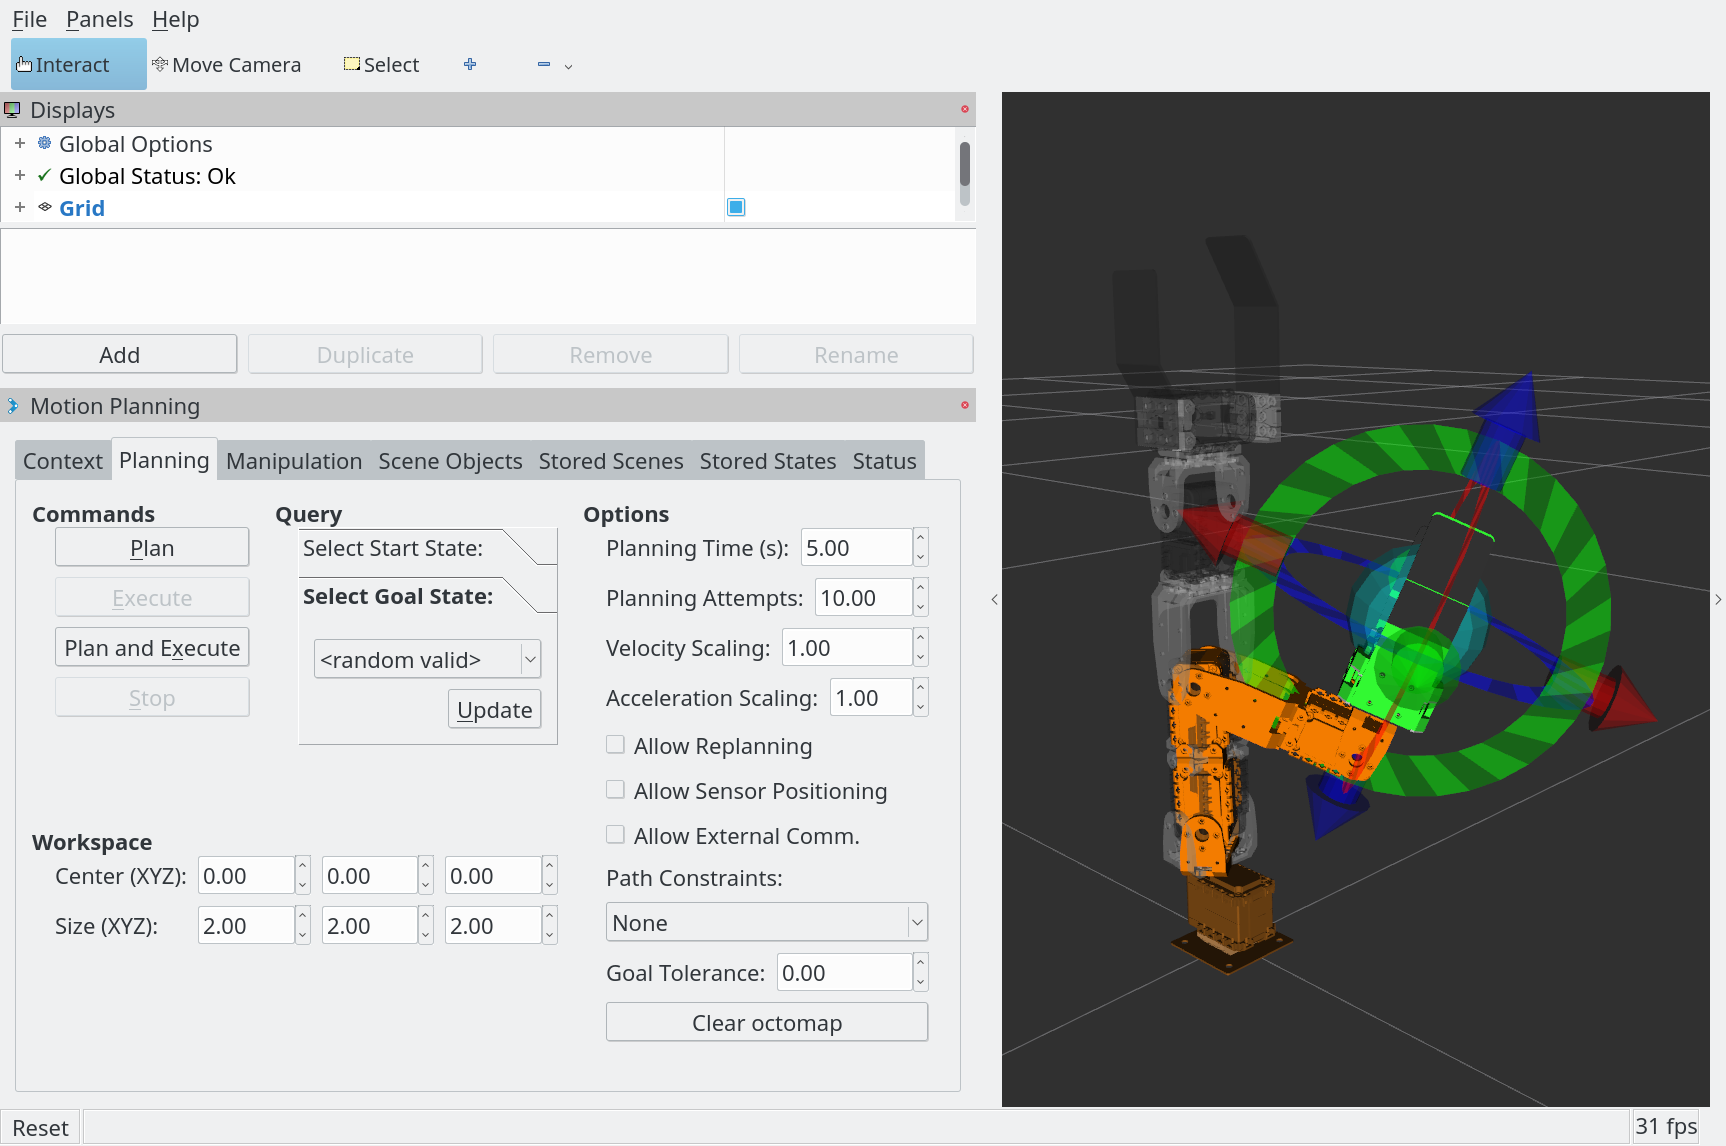 File Panels Help
Interact Move Camera Select
Displays
Global Options
Global Status: Ok
Grid
Add Duplicate Remove Rename
Motion Planning
Context Planning Manipulation Scene Objects Stored Scenes Stored States Status
Commands
Plan
Execute
Plan and Execute
Stop
Query
Select Start State:
Select Goal State:
<random valid>
Update
Options
Planning Time (s): 5.00
Planning Attempts: 10.00
Velocity Scaling: 1.00
Acceleration Scaling: 1.00
Allow Replanning
Allow Sensor Positioning
Allow External Comm.
Path Constraints:
None
Goal Tolerance: 0.00
Clear octomap
Workspace
Center (XYZ): 0.00 0.00 0.00
Size (XYZ): 2.00 2.00 2.00
Reset
31 fps